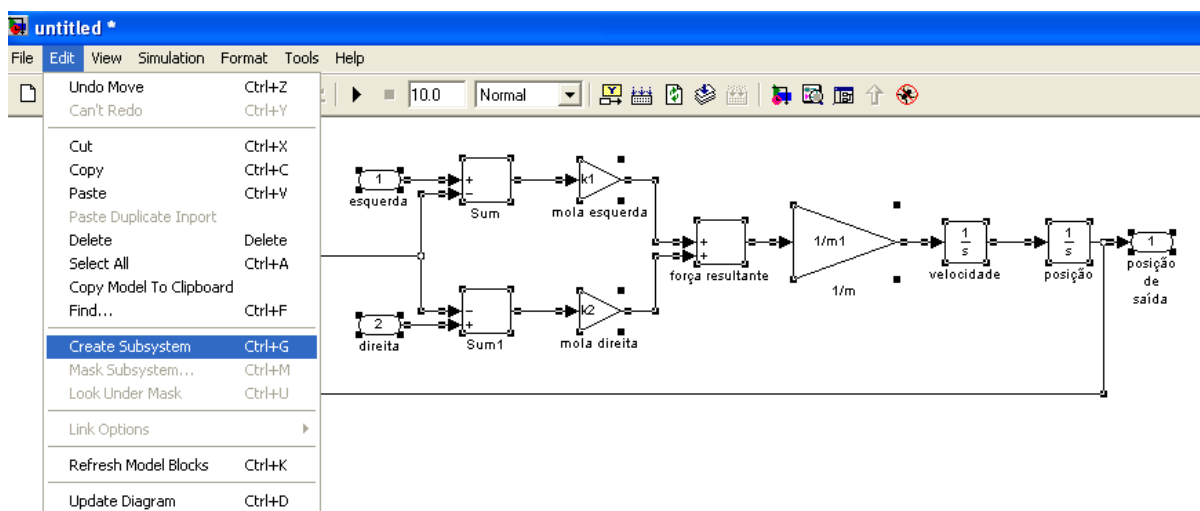 untitled *
File Edit View Simulation Format Tools Help
10.0 Normal
Undo Move Ctrl+Z
Can't Redo Ctrl+Y
Cut Ctrl+X
Copy Ctrl+C
Paste Ctrl+V
Paste Duplicate Inport
Delete Delete
Select All Ctrl+A
Copy Model To Clipboard
Find... Ctrl+F
Create Subsystem Ctrl+G
Mask Subsystem... Ctrl+M
Look Under Mask Ctrl+U
Link Options
Refresh Model Blocks Ctrl+K
Update Diagram Ctrl+D
1
esquerda
+
−
Sum
k1
mola esquerda
2
direita
−
+
Sum1
k2
mola direita
+
+
força resultante
1/m1
1/m
1
s
velocidade
1
s
posição
1
posição
de
saída